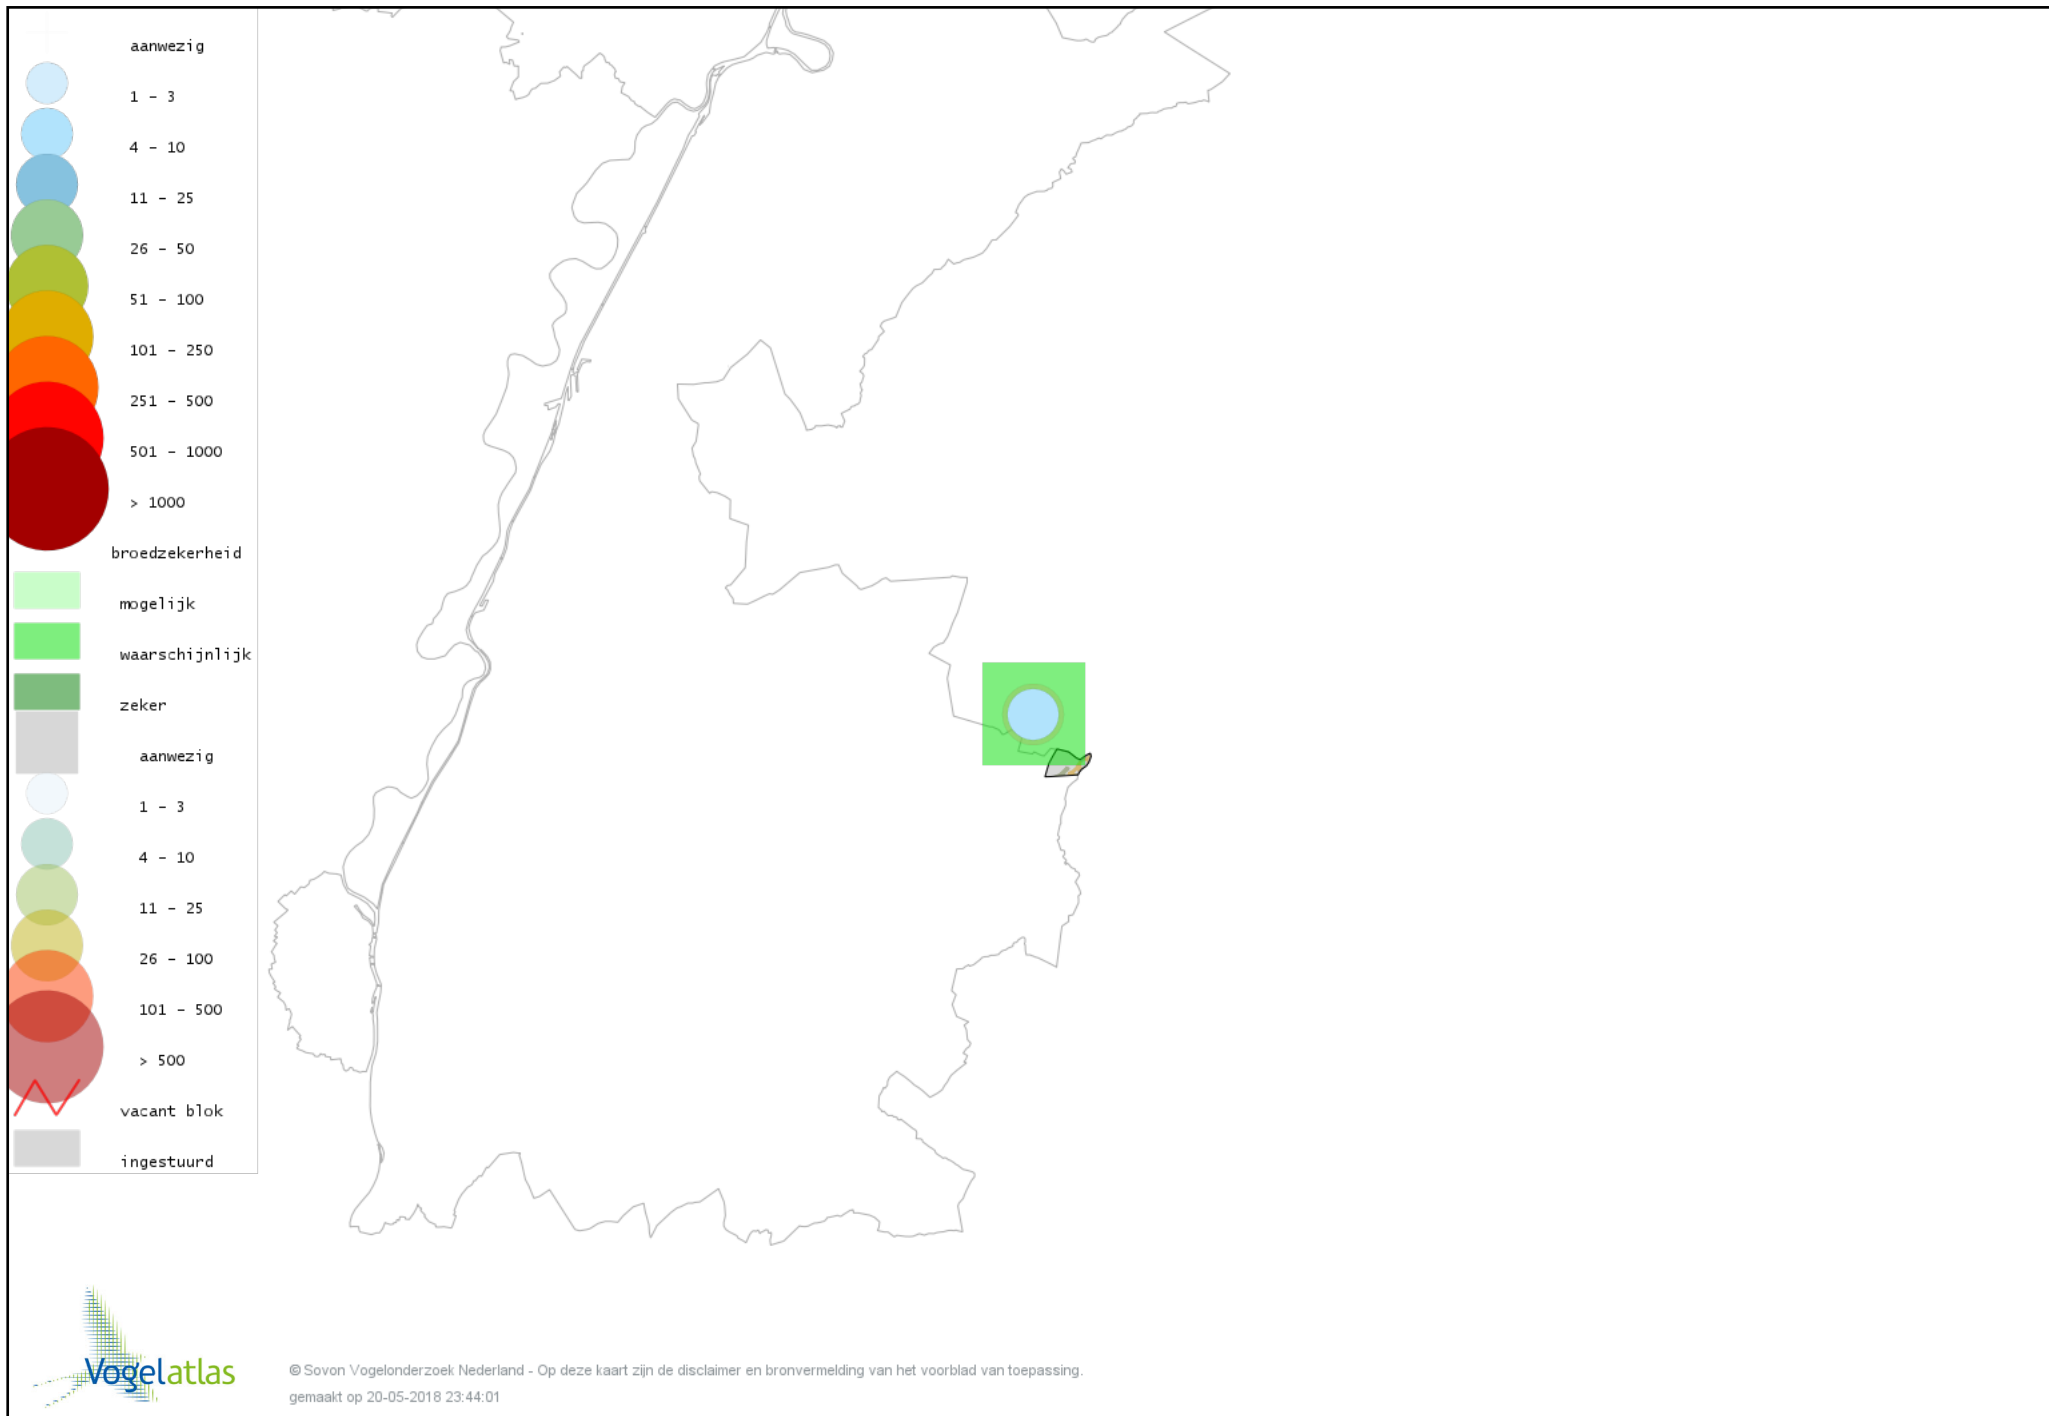 aanwezig
1 - 3
4 - 10
11 - 25
26 - 50
51 - 100
101 - 250
251 - 500
501 - 1000
> 1000
broedzekerheid
mogelijk
waarschijnlijk
zeker
aanwezig
1 - 3
4 - 10
11 - 25
26 - 100
101 - 500
> 500
vacant blok
ingestuurd
Vogelatlas
© Sovon Vogelonderzoek Nederland - Op deze kaart zijn de disclaimer en bronvermelding van het voorblad van toepassing.
gemaakt op 20-05-2018 23:44:01